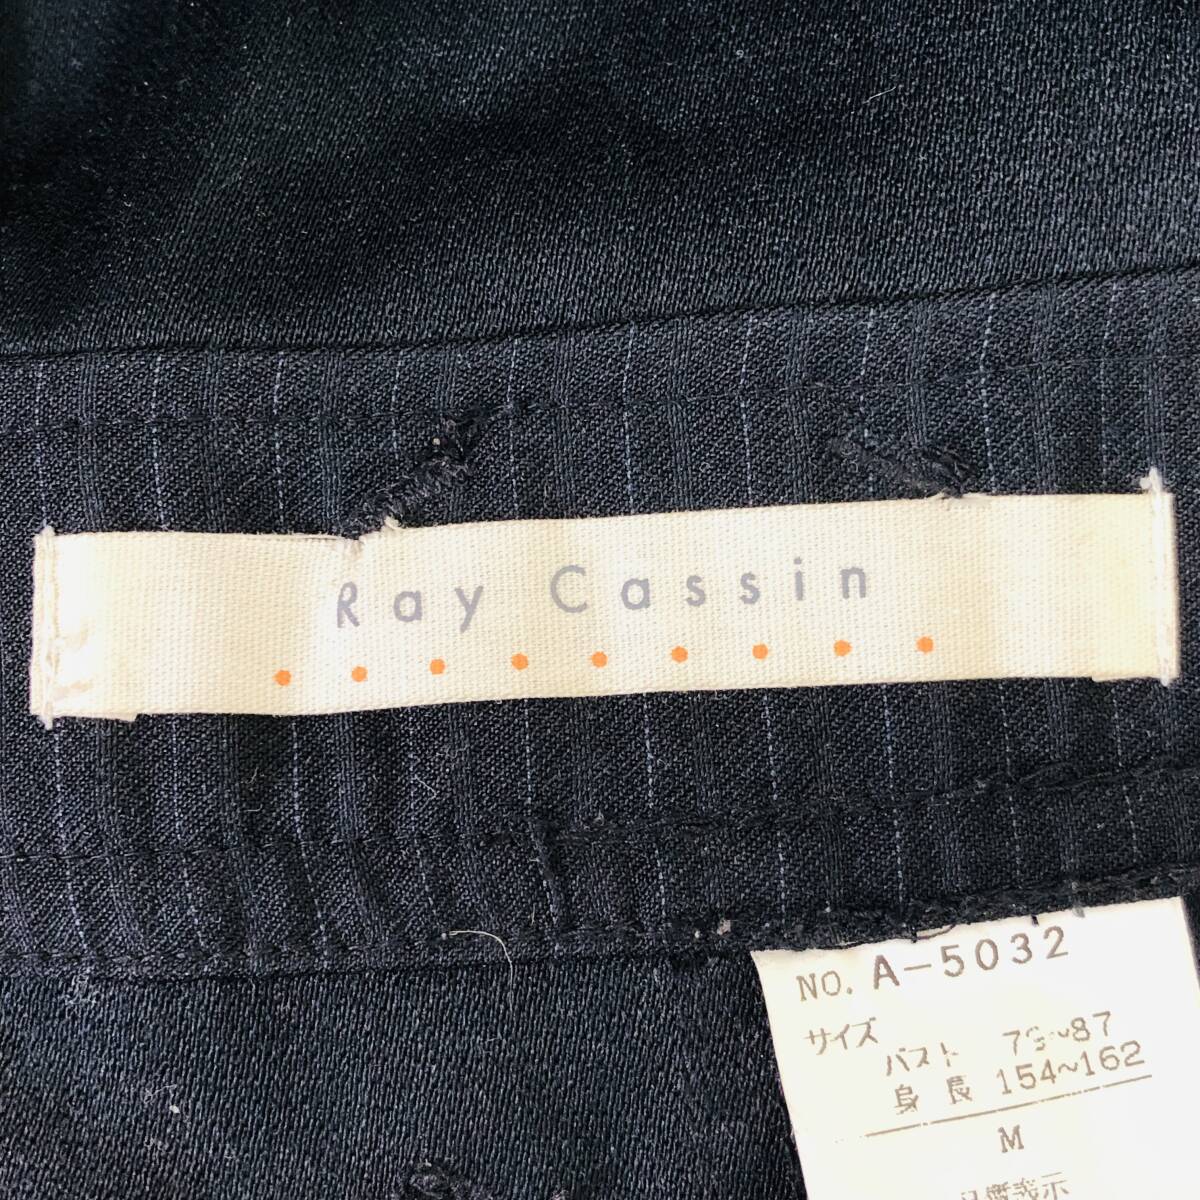 Ray Cassin
NO. A-5032
サイズ
バスト 79~87
身長 154~162
M